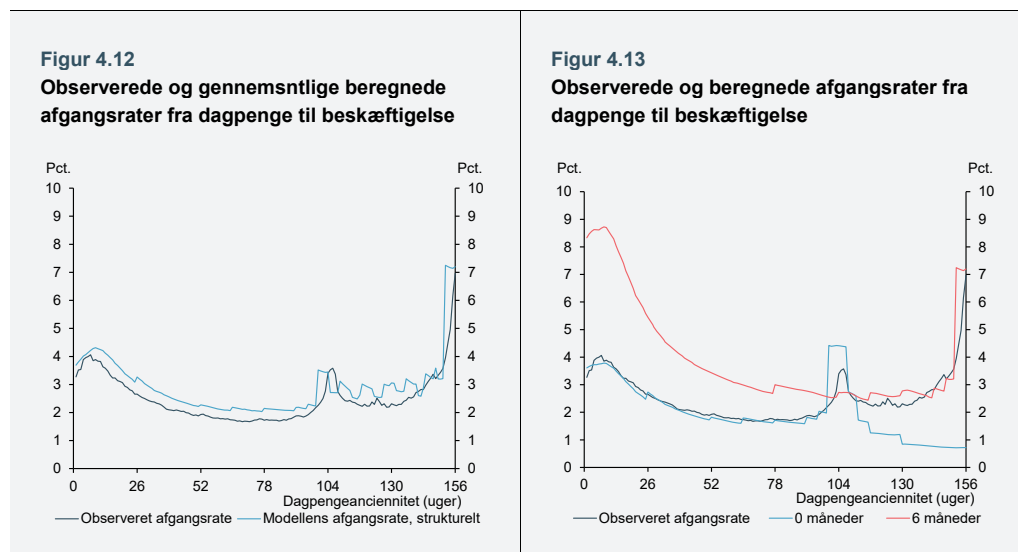 Figur 4.12
Observerede og gennemsntlige beregnede
afgangsrater fra dagpenge til beskæftigelse
Pct. Pct.
10 10
9 9
8 8
7 7
6 6
5 5
4 4
3 3
2 2
1 1
0 0
0 26 52 78 104 130 156
Dagpengeanciennitet (uger)
Observeret afgangsrate Modellens afgangsrate, strukturelt
Figur 4.13
Observerede og beregnede afgangsrater fra
dagpenge til beskæftigelse
Pct. Pct.
10 10
9 9
8 8
7 7
6 6
5 5
4 4
3 3
2 2
1 1
0 0
0 26 52 78 104 130 156
Dagpengeanciennitet (uger)
Observeret afgangsrate 0 måneder 6 måneder